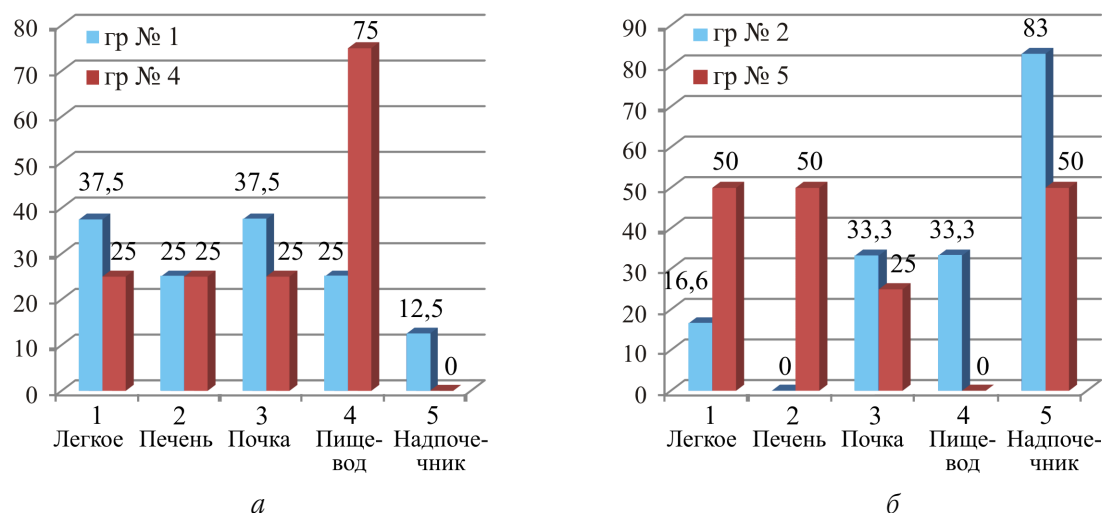 80
70
60
50
40
30
20
10
0
гр № 1
гр № 4
37,5
25
25
25
37,5
25
25
75
12,5
0
1
2
3
4
5
Легкое
Печень
Почка
Пище-
вод
Надпоче-
чник
а
90
80
70
60
50
40
30
20
10
0
гр № 2
гр № 5
16,6
50
0
50
33,3
25
33,3
0
83
50
1
2
3
4
5
Легкое
Печень
Почка
Пище-
вод
Надпоче-
чник
б